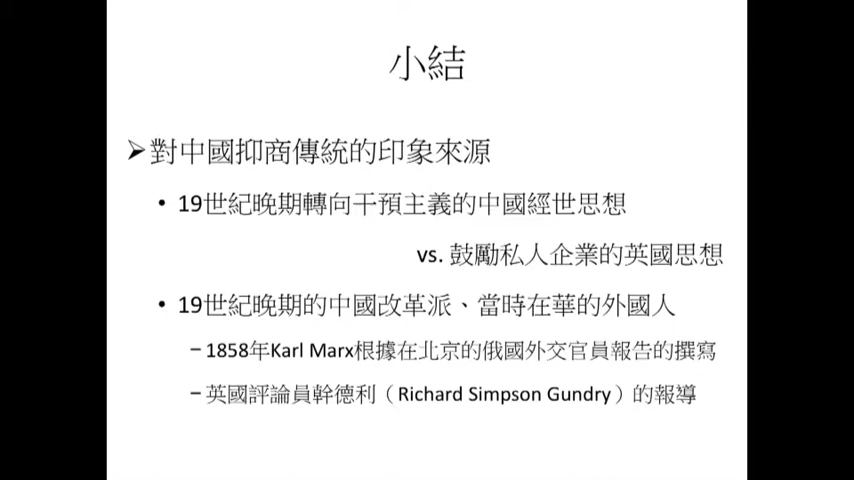 小結
➢對中國抑商傳統的印象來源
• 19世紀晚期轉向干預主義的中國經世思想
vs. 鼓勵私人企業的英國思想
• 19世紀晚期的中國改革派、當時在華的外國人
–1858年Karl Marx根據在北京的俄國外交官員報告的撰寫
–英國評論員幹德利（Richard Simpson Gundry）的報導